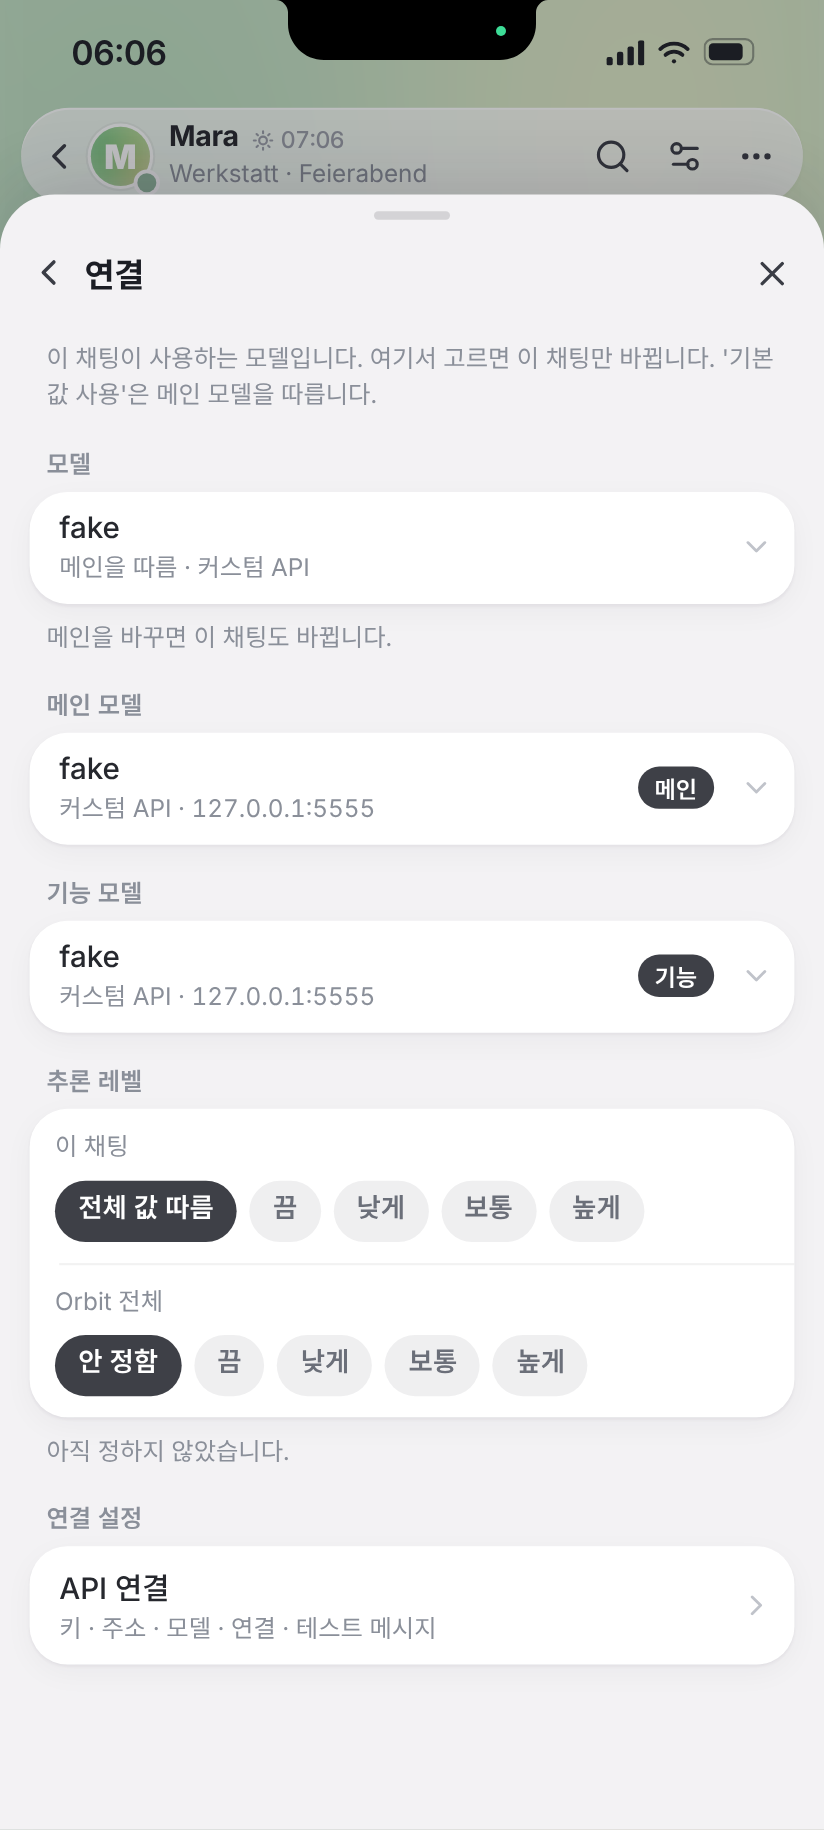 06:06
M
Mara 07:06
Werkstatt · Feierabend
연결
이 채팅이 사용하는 모델입니다. 여기서 고르면 이 채팅만 바뀝니다. '기본
값 사용'은 메인 모델을 따릅니다.
모델
fake
메인을 따름 · 커스텀 API
메인을 바꾸면 이 채팅도 바뀝니다.
메인 모델
fake
커스텀 API · 127.0.0.1:5555
메인
기능 모델
fake
커스텀 API · 127.0.0.1:5555
기능
추론 레벨
이 채팅
전체 값 따름 끔 낮게 보통 높게
Orbit 전체
안 정함 끔 낮게 보통 높게
아직 정하지 않았습니다.
연결 설정
API 연결
키 · 주소 · 모델 · 연결 · 테스트 메시지